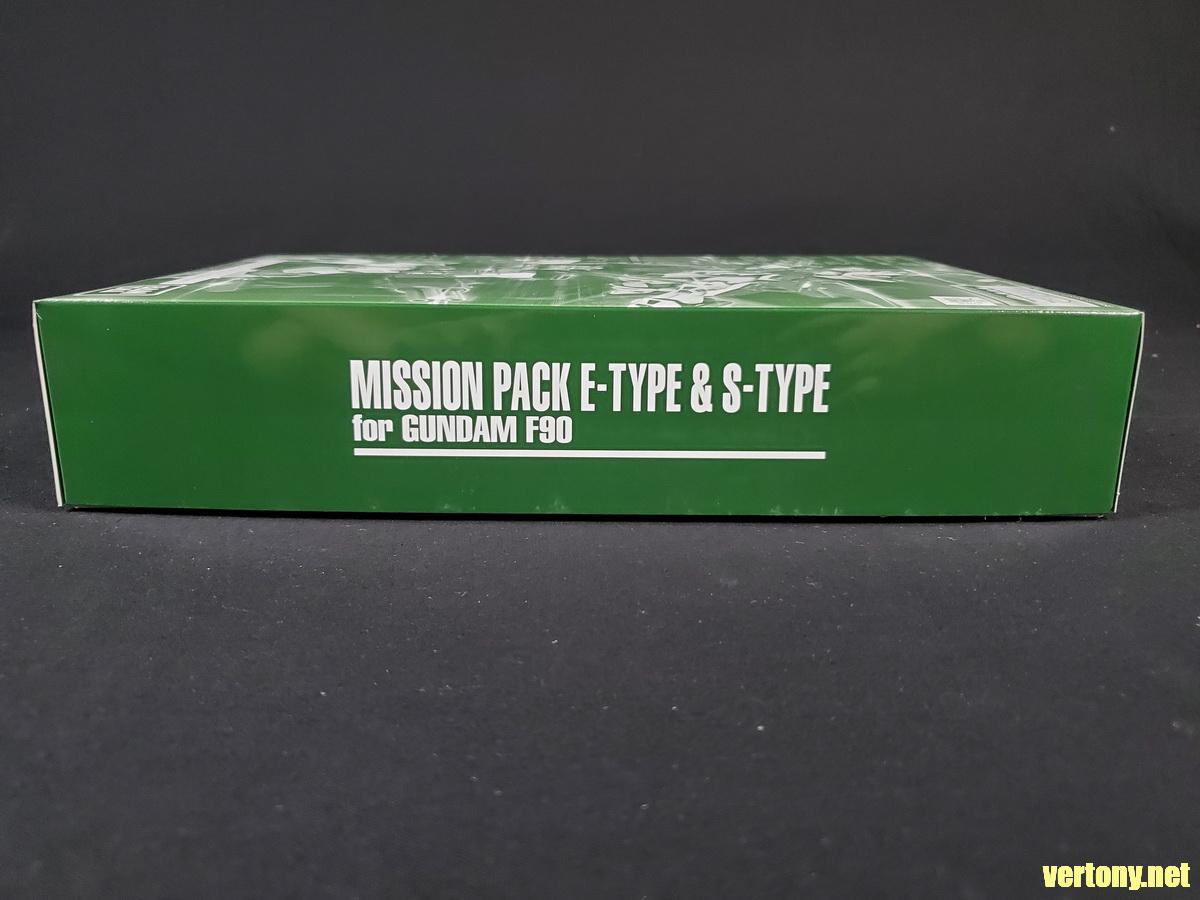 MISSION PACK E-TYPE & S-TYPE
for GUNDAM F90
vertony.net